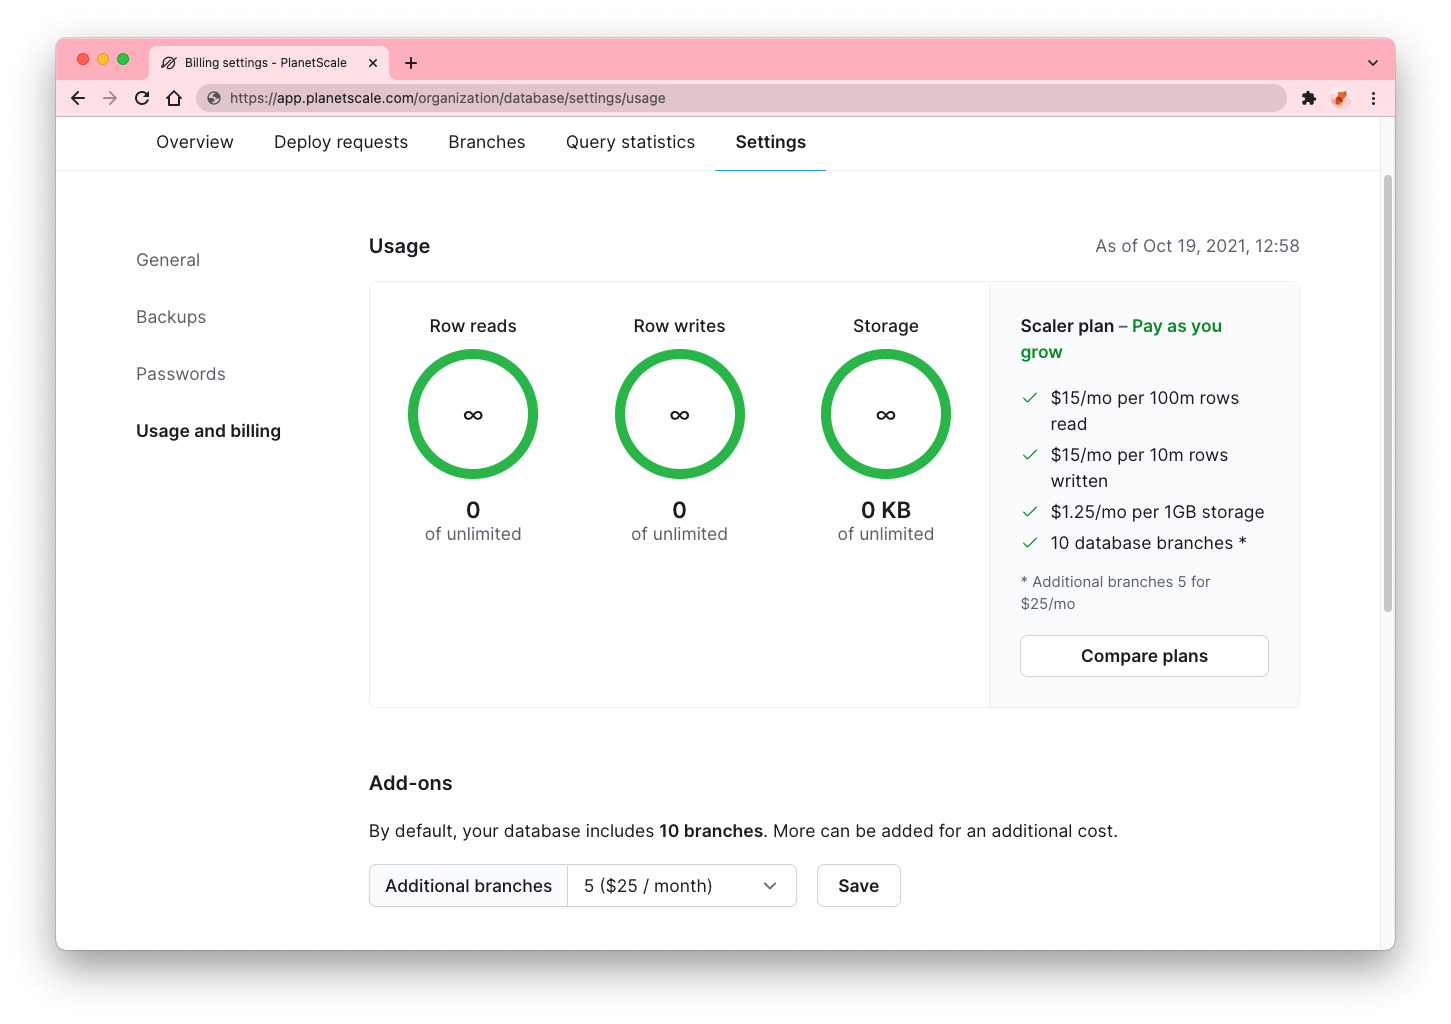 Billing settings - PlanetScale
https://app.planetscale.com/organization/database/settings/usage
Overview Deploy requests Branches Query statistics Settings
General
Backups
Passwords
Usage and billing
Usage
As of Oct 19, 2021, 12:58
Row reads
∞
0
of unlimited
Row writes
∞
0
of unlimited
Storage
∞
0 KB
of unlimited
Scaler plan – Pay as you
grow
$15/mo per 100m rows
read
$15/mo per 10m rows
written
$1.25/mo per 1GB storage
10 database branches *
* Additional branches 5 for
$25/mo
Compare plans
Add-ons
By default, your database includes 10 branches. More can be added for an additional cost.
Additional branches 5 ($25 / month) Save